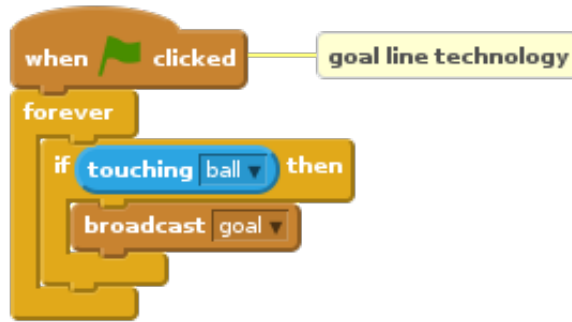 when clicked
goal line technology
forever
if touching ball then
broadcast goal